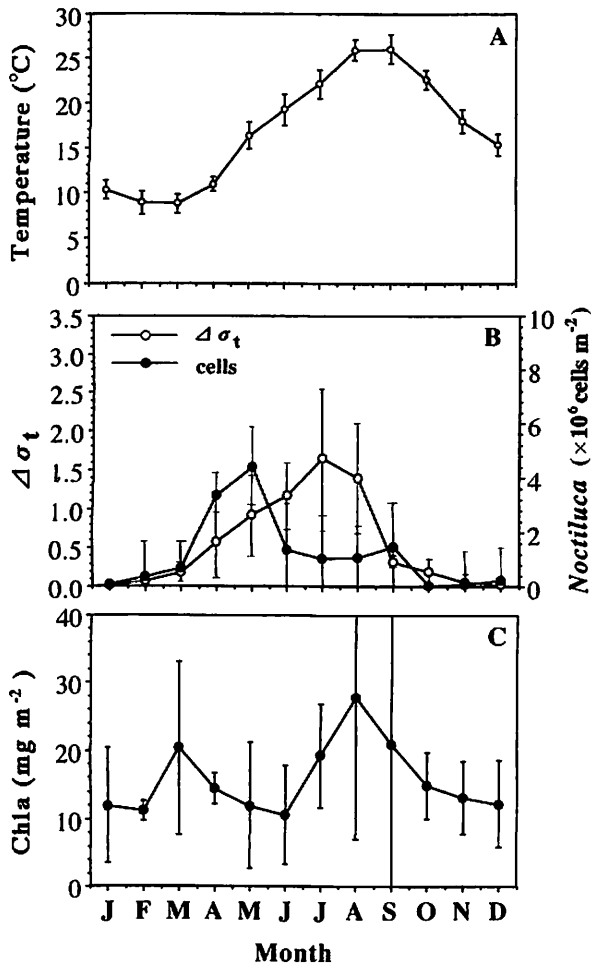 A
Temperature (°C)
30
25
20
15
10
5
0
B
Δσt
cells
Δσt
3.5
3.0
2.5
2.0
1.5
1.0
0.5
0.0
Noctiluca (×10⁶ cells m⁻²)
10
8
6
4
2
0
C
Chla (mg m⁻²)
40
30
20
10
0
J F M A M J J A S O N D
Month